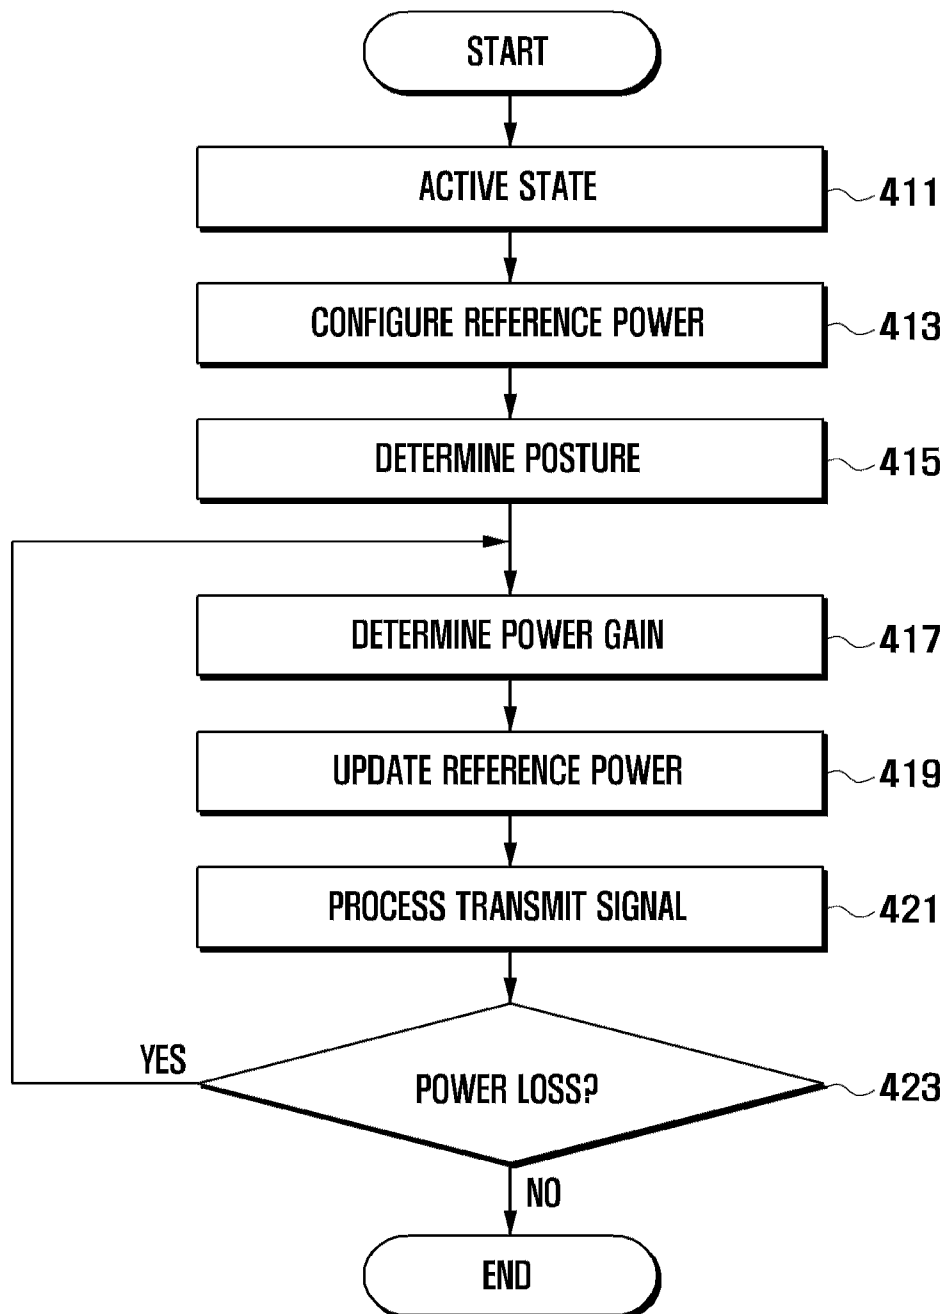 START
ACTIVE STATE
411
CONFIGURE REFERENCE POWER
413
DETERMINE POSTURE
415
DETERMINE POWER GAIN
417
UPDATE REFERENCE POWER
419
PROCESS TRANSMIT SIGNAL
421
YES
POWER LOSS?
423
NO
END